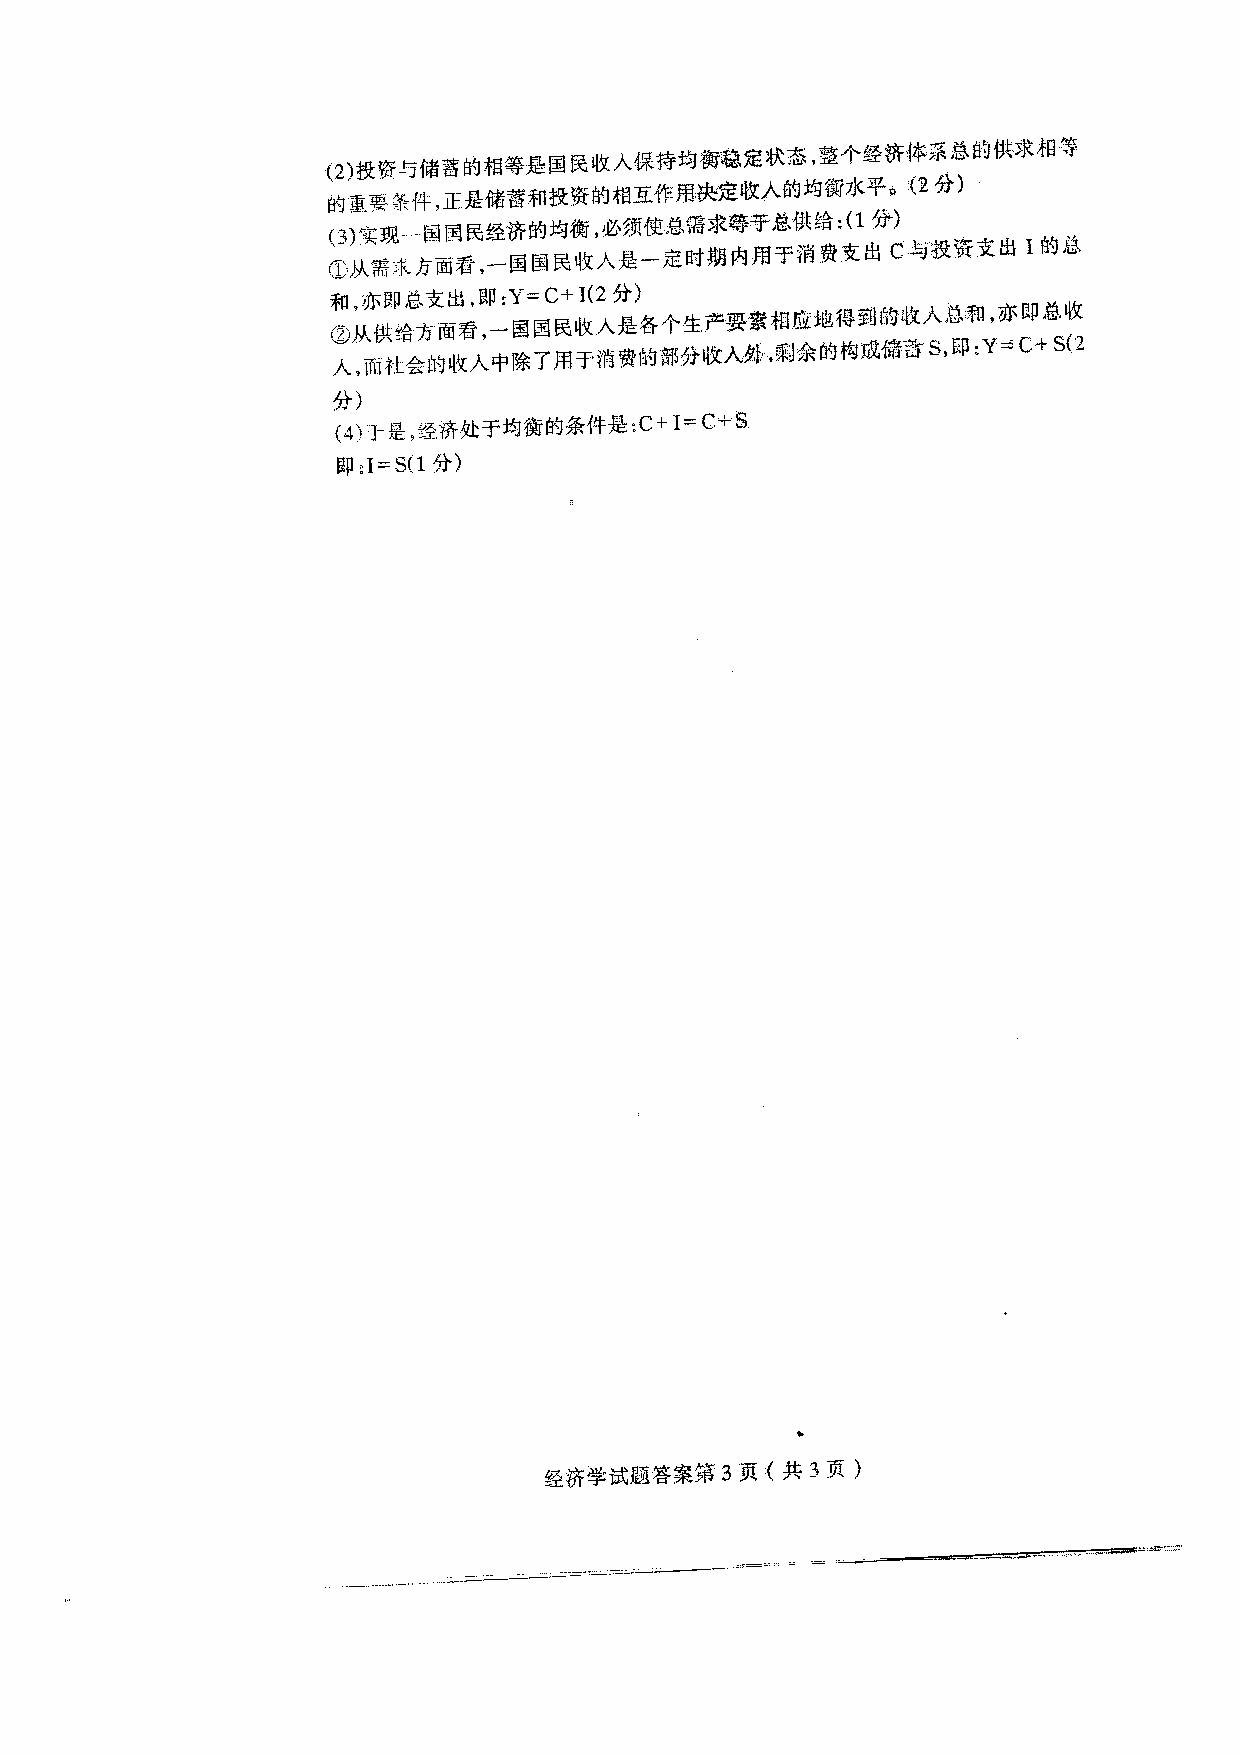 (2)投资与储蓄的相等是国民收入保持均衡稳定状态,整个经济体系总的供求相等
的重要条件,正是储蓄和投资的相互作用决定收入的均衡水平。(2分)
(3)实现一国国民经济的均衡,必须使总需求等于总供给:(1分)
①从需求方面看,一国国民收入是一定时期内用于消费支出 C 与投资支出 I 的总
和,亦即总支出,即:Y=C+I(2分)
②从供给方面看,一国国民收入是各个生产要素相应地得到的收入总和,亦即总收
入,而社会的收入中除了用于消费的部分收入外,剩余的构成储蓄 S,即:Y=C+S(2
分)
(4)于是,经济处于均衡的条件是:C+I=C+S
即:I=S(1分)
经济学试题答案第3页(共3页)